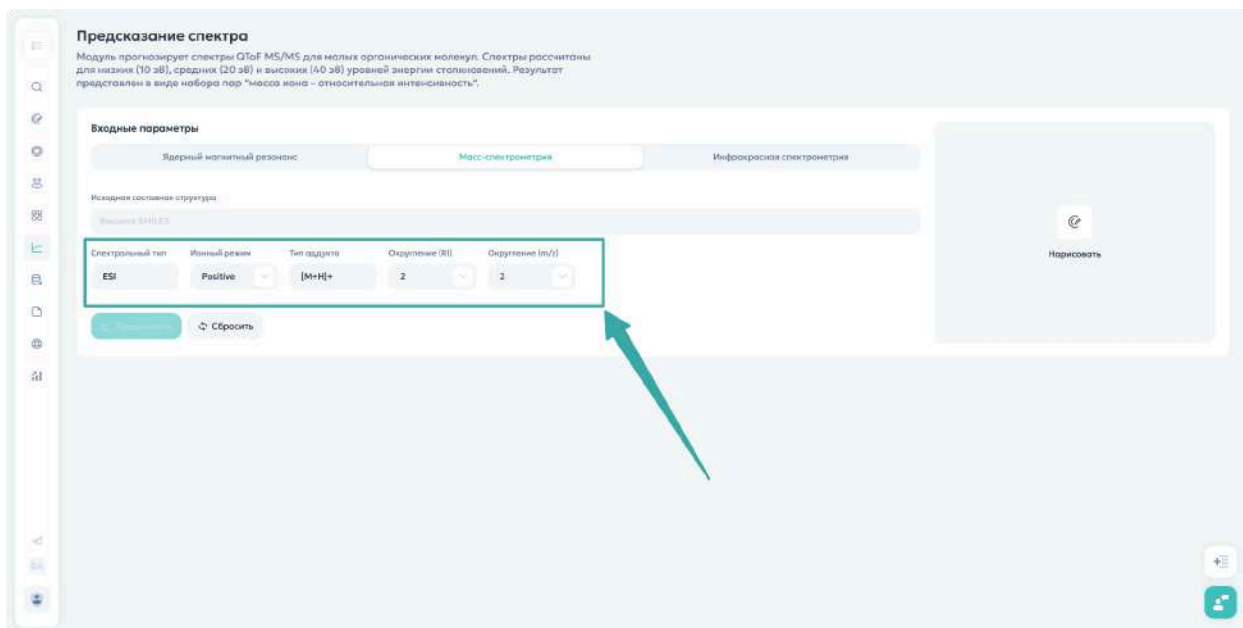 Предсказание спектра
Модуль прогнозирует спектры QToF MS/MS для малых органических молекул. Спектры рассчитаны
для низких (10 эВ), средних (20 эВ) и высоких (40 эВ) уровней энергии столкновений. Результат
представлен в виде набора пар "масса иона – относительная интенсивность".
Входные параметры
Ядерный магнитный резонанс
Масс-спектрометрия
Инфракрасная спектрометрия
Исходная составная структура
Введите SMILES
Нарисовать
Спектральный тип Ионный режим Тип аддукта Округление (RI) Округление (m/z)
ESI Positive [M+H]+ 2 2
Сбросить